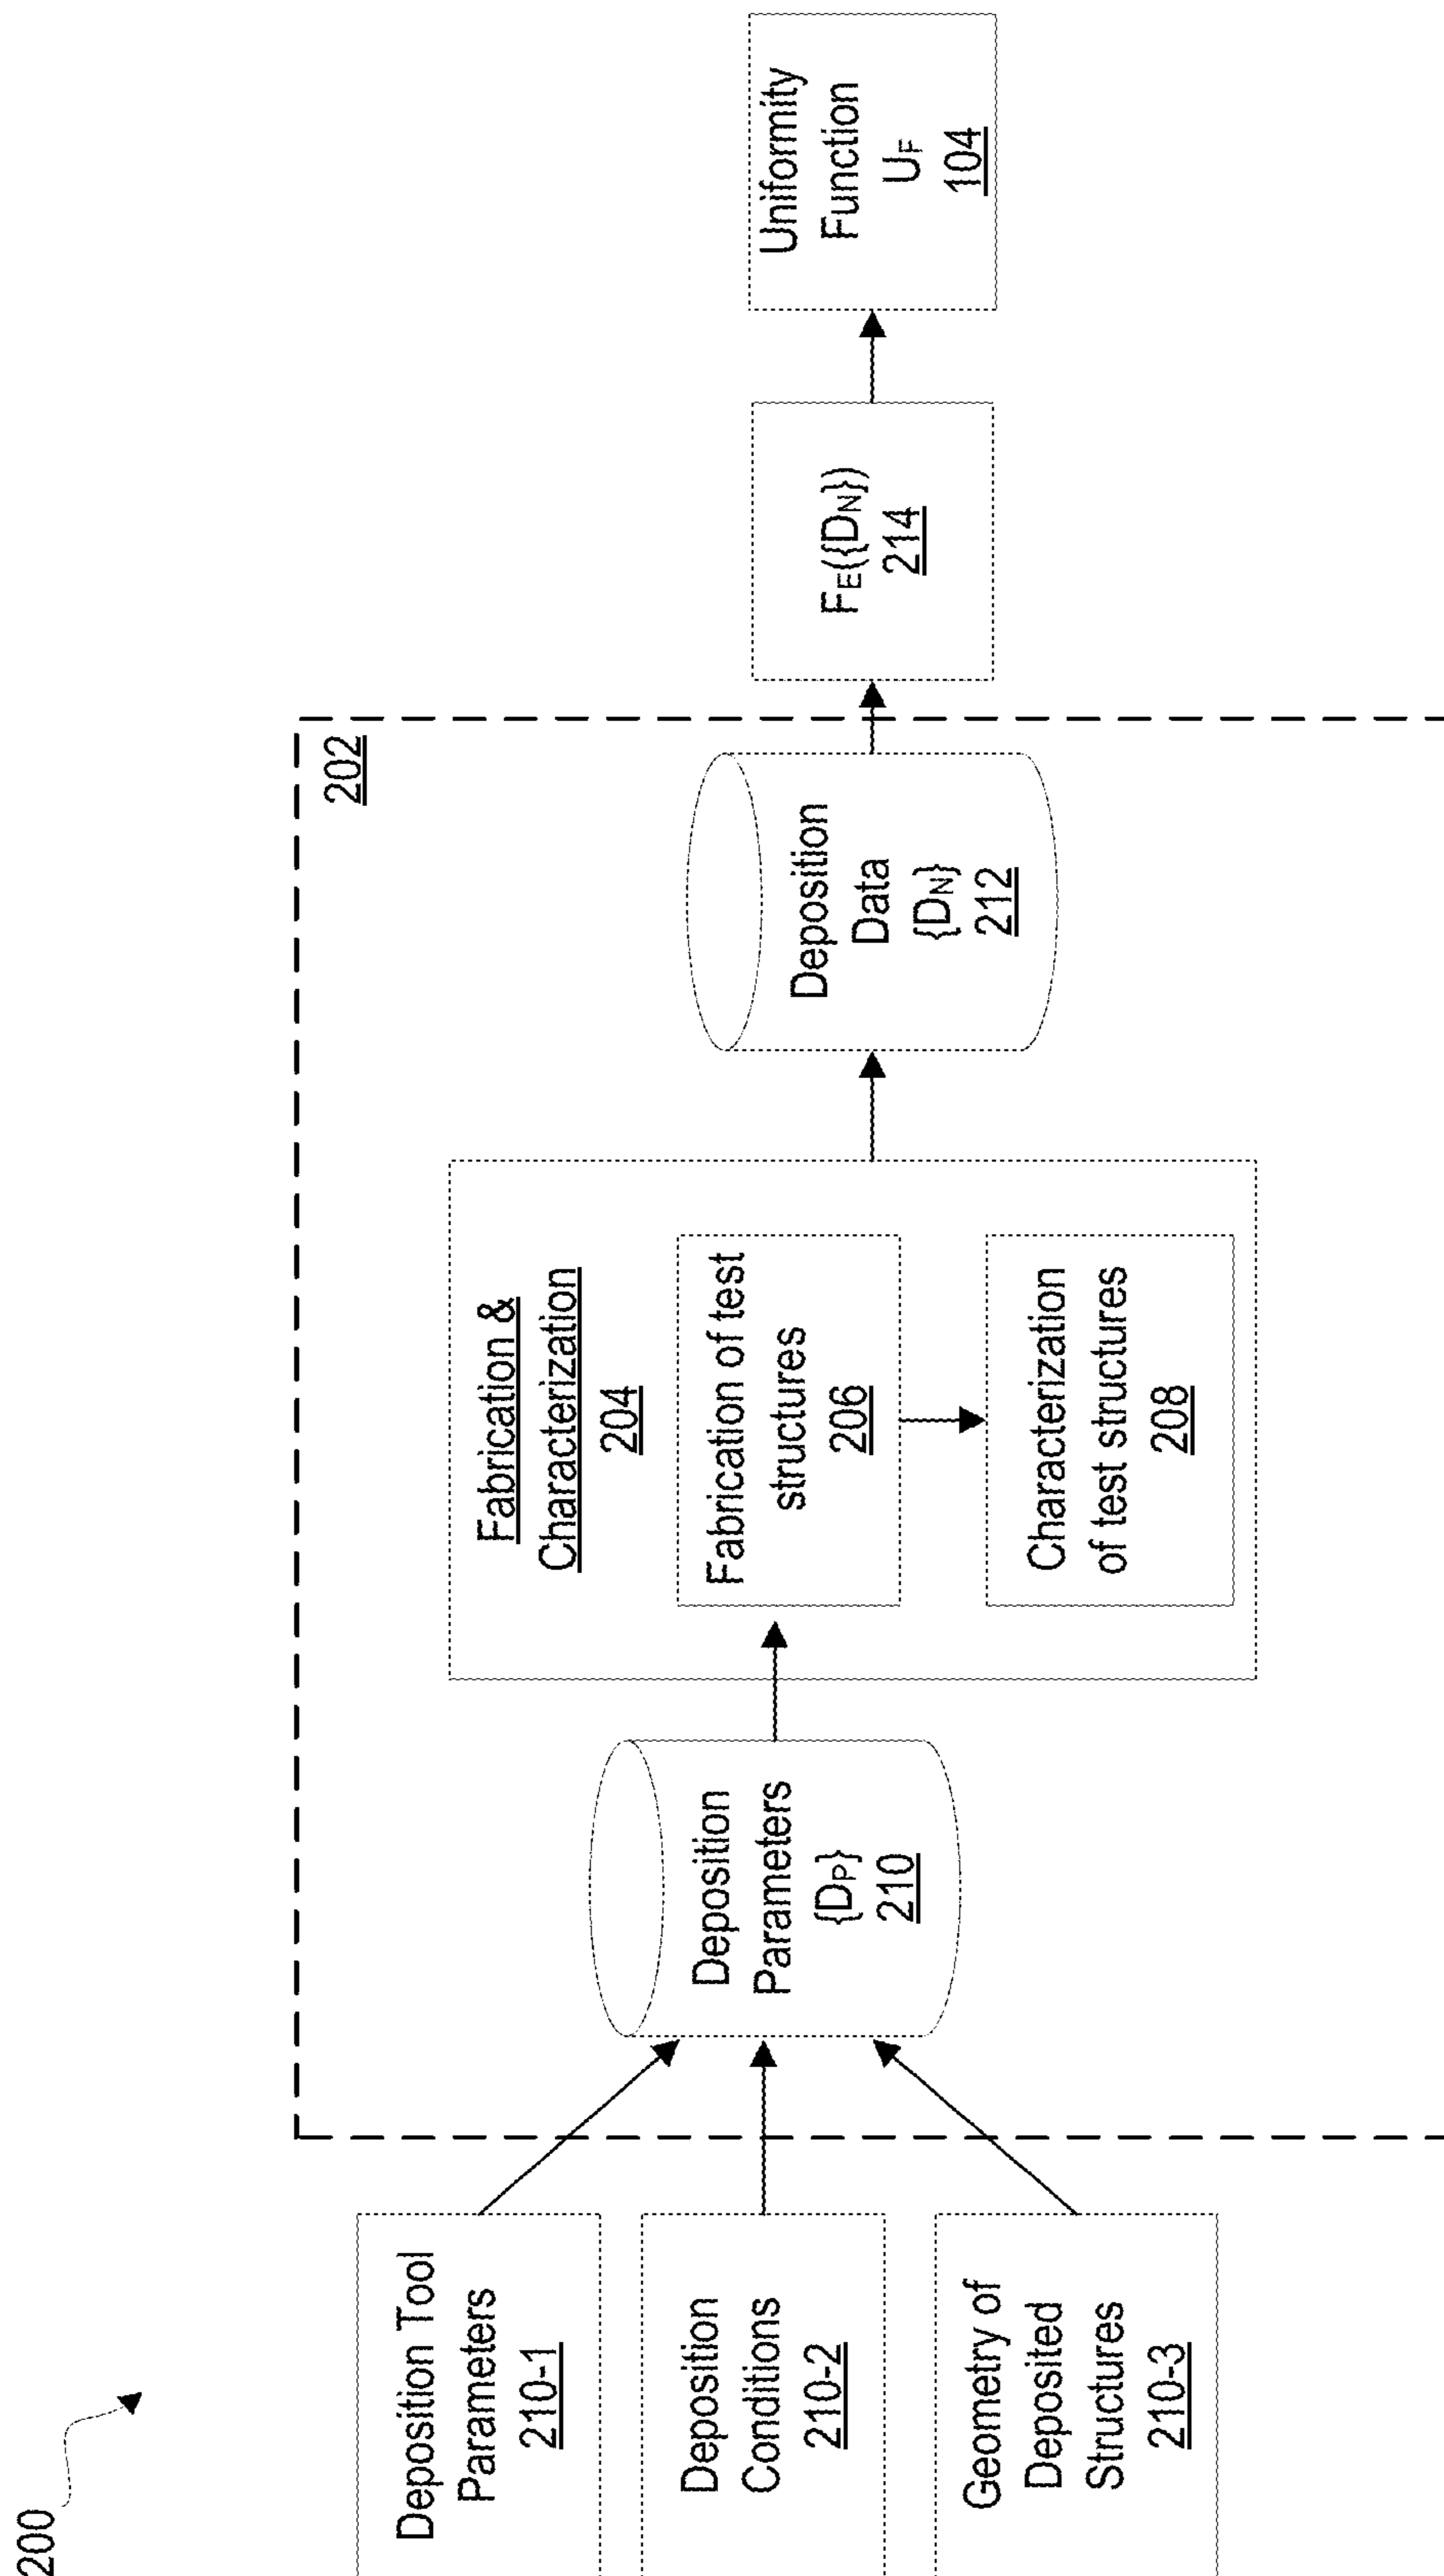 200
Deposition Tool
Parameters
210-1
Deposition
Conditions
210-2
Geometry of
Deposited
Structures
210-3
202
Deposition
Parameters
{DP}
210
Fabrication &
Characterization
204
Fabrication of test
structures
206
Characterization
of test structures
208
Deposition
Data
{DN}
212
FE({DN})
214
Uniformity
Function
UF
104